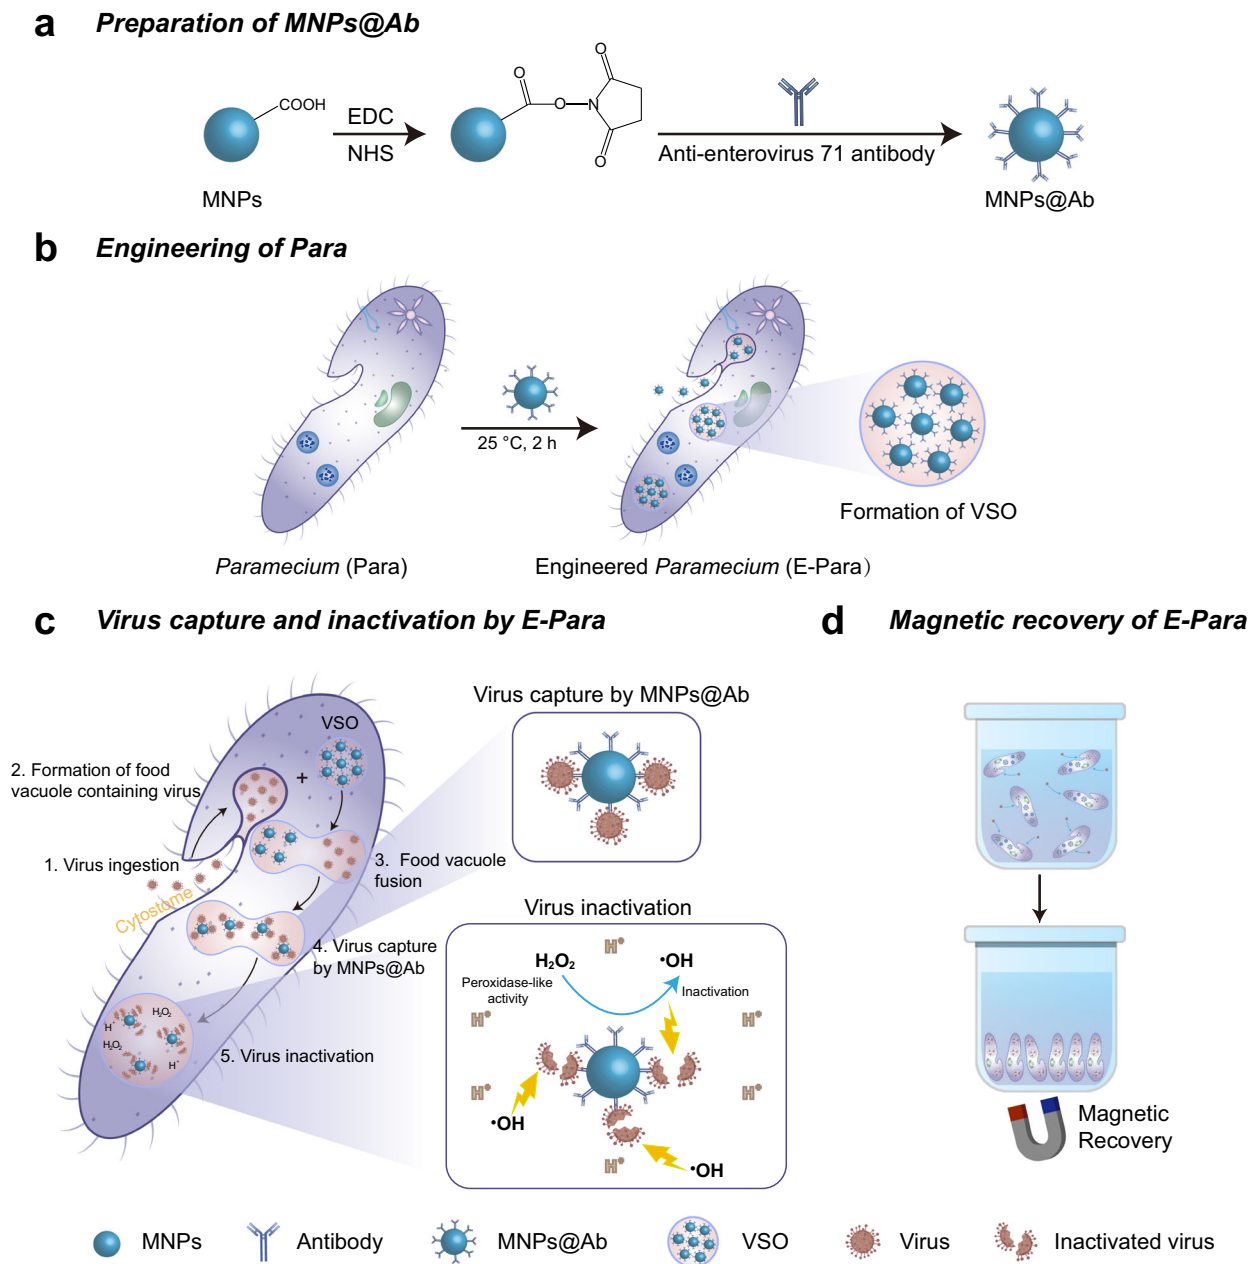 a Preparation of MNPs@Ab
COOH
EDC
NHS
O
O
O
N
O
Anti-enterovirus 71 antibody
MNPs
MNPs@Ab
b Engineering of Para
25 °C, 2 h
Formation of VSO
Paramecium (Para)
Engineered Paramecium (E-Para）
c Virus capture and inactivation by E-Para
VSO
2. Formation of food
vacuole containing virus
+
1. Virus ingestion
Cytostome
3. Food vacuole
fusion
4. Virus capture
by MNPs@Ab
H⁺
H₂O₂
H₂O₂
H⁺
5. Virus inactivation
Virus capture by MNPs@Ab
Virus inactivation
H⁺
H₂O₂
•OH
Peroxidase-like
activity
Inactivation
H⁺
H⁺
H⁺
H⁺
•OH
H⁺
•OH
d Magnetic recovery of E-Para
Magnetic
Recovery
MNPs
Antibody
MNPs@Ab
VSO
Virus
Inactivated virus